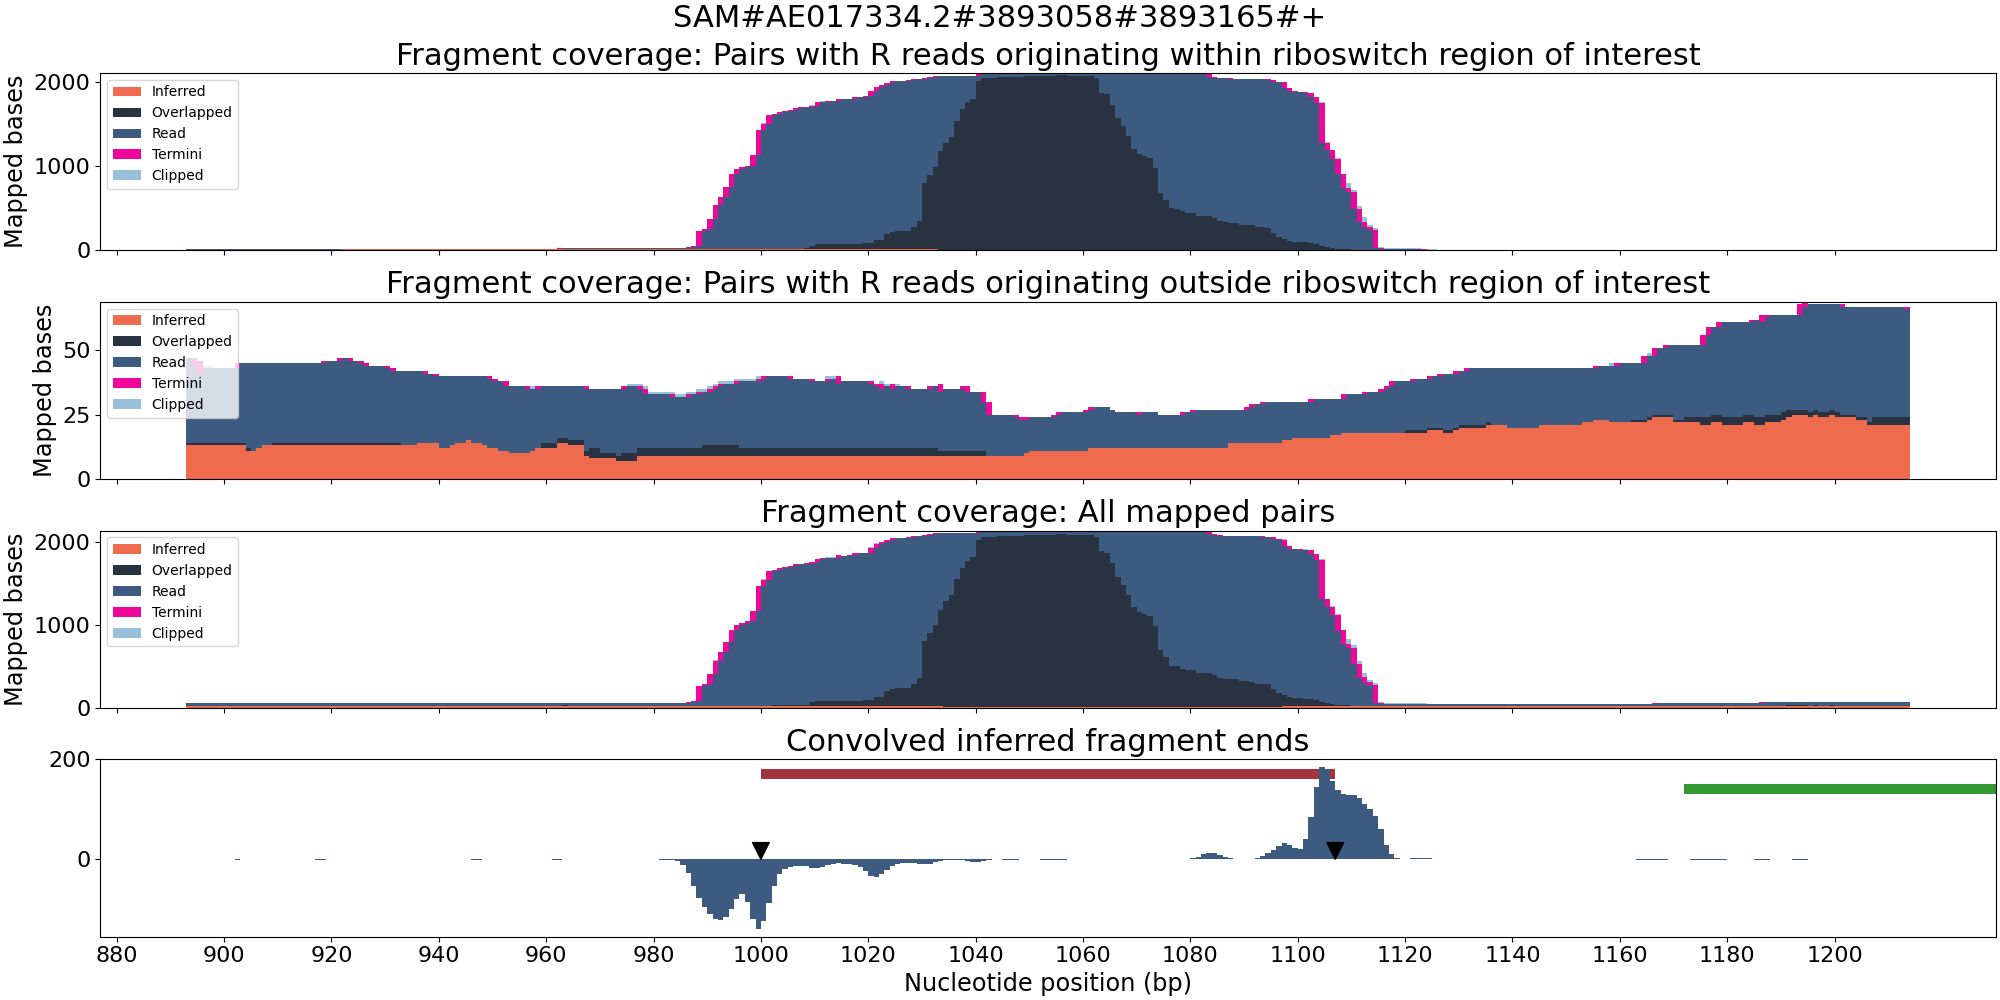 SAM#AE017334.2#3893058#3893165#+
Fragment coverage: Pairs with R reads originating within riboswitch region of interest
Mapped bases
2000
1000
0
Inferred
Overlapped
Read
Termini
Clipped
Fragment coverage: Pairs with R reads originating outside riboswitch region of interest
Mapped bases
50
25
0
Inferred
Overlapped
Read
Termini
Clipped
Fragment coverage: All mapped pairs
Mapped bases
2000
1000
0
Inferred
Overlapped
Read
Termini
Clipped
Convolved inferred fragment ends
200
0
880 900 920 940 960 980 1000 1020 1040 1060 1080 1100 1120 1140 1160 1180 1200
Nucleotide position (bp)